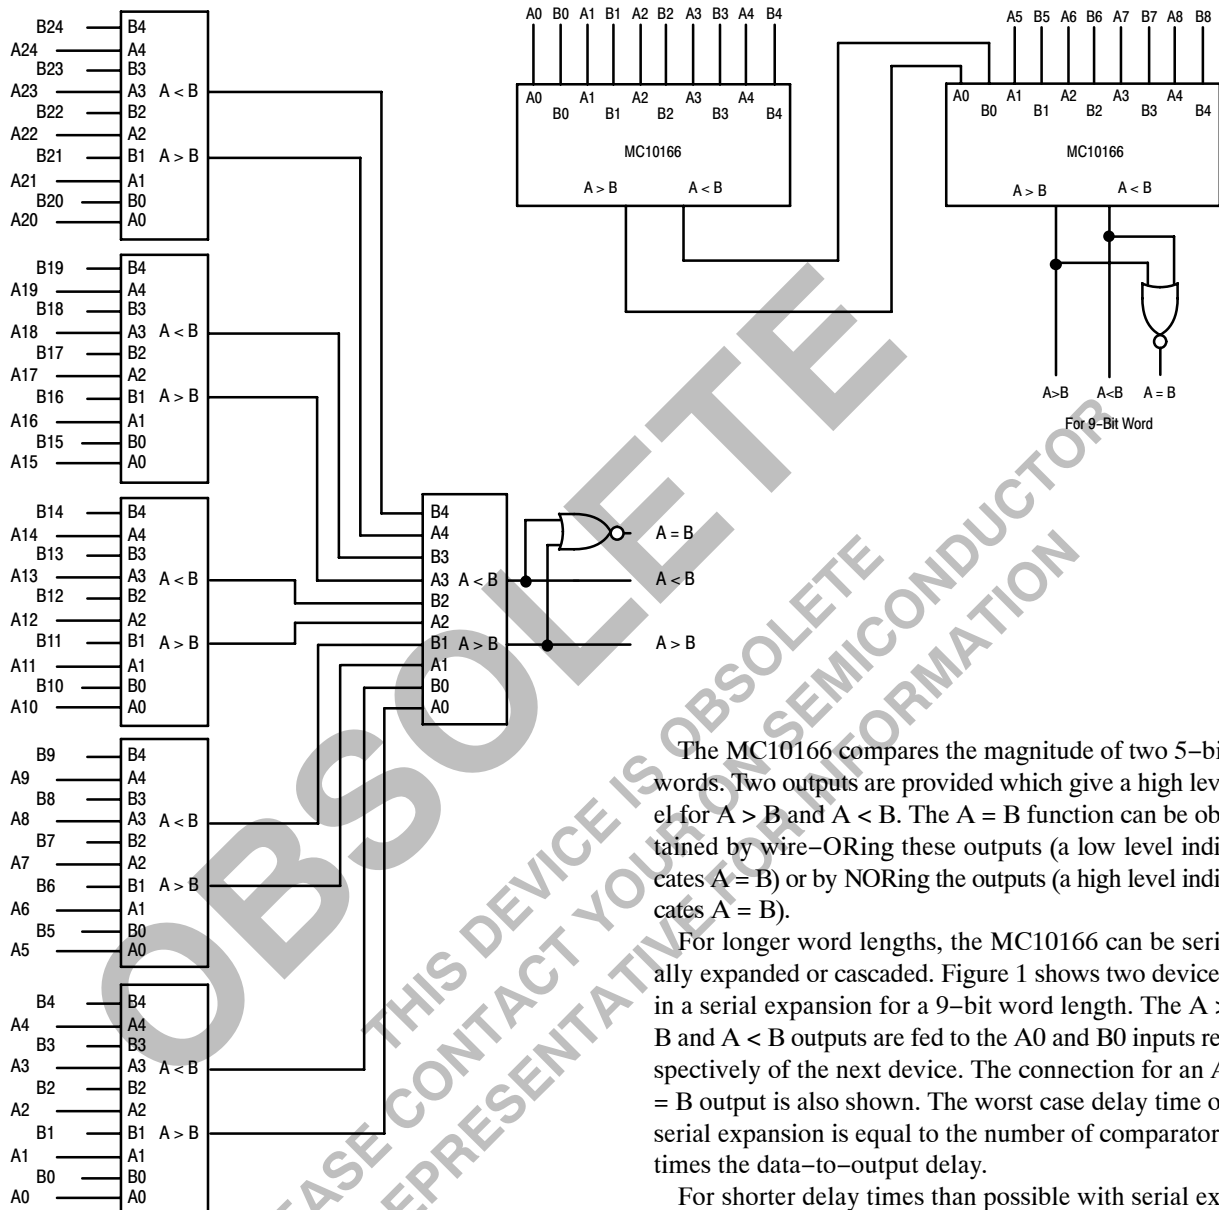 B24 B4
A24 A4
B23 B3
A23 A3 A < B
B22 B2
A22 A2
B21 B1 A > B
A21 A1
B20 B0
A20 A0
B19 B4
A19 A4
B18 B3
A18 A3 A < B
B17 B2
A17 A2
B16 B1 A > B
A16 A1
B15 B0
A15 A0
B14 B4
A14 A4
B13 B3
A13 A3 A < B
B12 B2
A12 A2
B11 B1 A > B
A11 A1
B10 B0
A10 A0
B9 B4
A9 A4
B8 B3
A8 A3 A < B
B7 B2
A7 A2
B6 B1 A > B
A6 A1
B5 B0
A5 A0
B4 B4
A4 A4
B3 B3
A3 A3 A < B
B2 B2
A2 A2
B1 B1 A > B
A1 A1
B0 B0
A0 A0
B4
A4
B3
A3 A < B
B2
A2
B1 A > B
A1
B0
A0
A = B
A < B
A > B
A0 B0 A1 B1 A2 B2 A3 B3 A4 B4
A0 B0 A1 B1 A2 B2 A3 B3 A4 B4
MC10166
A > B A < B
A5 B5 A6 B6 A7 B7 A8 B8
A0 B0 A1 B1 A2 B2 A3 B3 A4 B4
MC10166
A > B A < B
A>B A<B A = B
For 9–Bit Word
The MC10166 compares the magnitude of two 5–bi
words. Two outputs are provided which give a high lev
el for A > B and A < B. The A = B function can be ob
tained by wire–ORing these outputs (a low level indi
cates A = B) or by NORing the outputs (a high level indi
cates A = B).
For longer word lengths, the MC10166 can be seri
ally expanded or cascaded. Figure 1 shows two device
in a serial expansion for a 9–bit word length. The A >
B and A < B outputs are fed to the A0 and B0 inputs re
spectively of the next device. The connection for an A
= B output is also shown. The worst case delay time o
serial expansion is equal to the number of comparator
times the data–to–output delay.
For shorter delay times than possible with serial ex
OBSOLETE
THIS DEVICE IS OBSOLETE
EASE CONTACT YOUR ON SEMICONDUCTOR
REPRESENTATIVE FOR INFORMATION